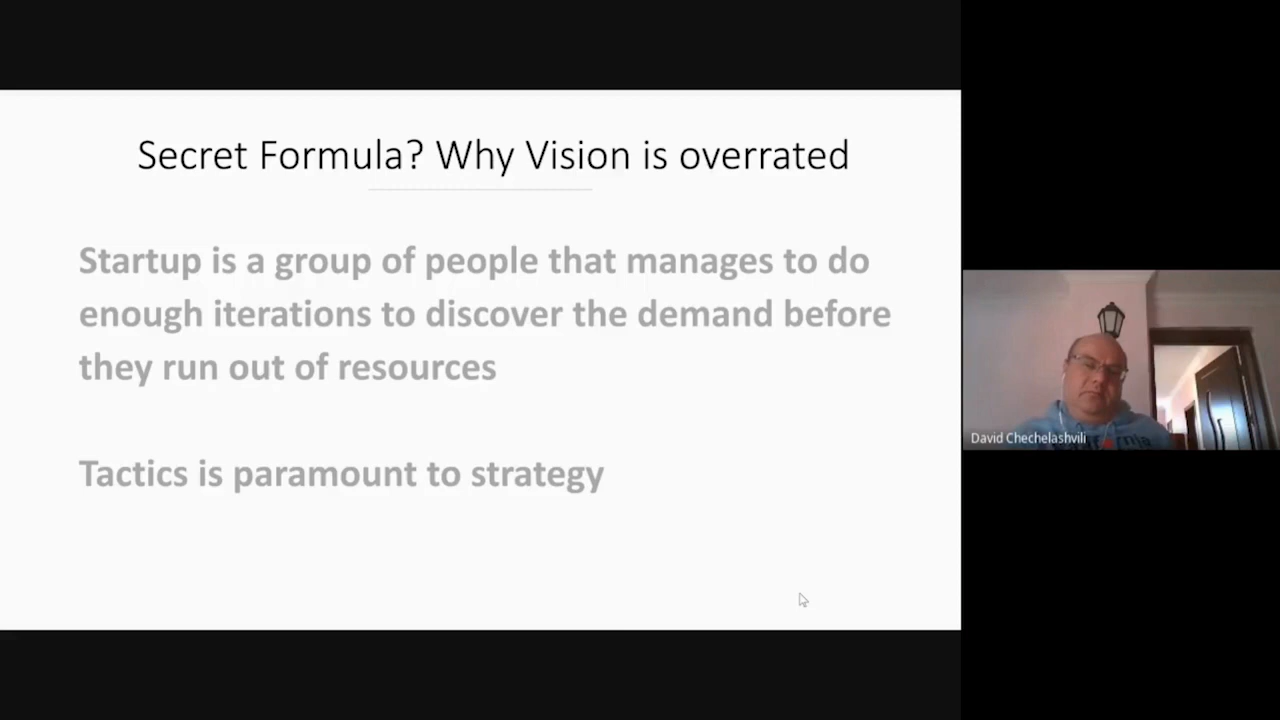 Secret Formula? Why Vision is overrated
Startup is a group of people that manages to do
enough iterations to discover the demand before
they run out of resources
Tactics is paramount to strategy
David Chechelashvili